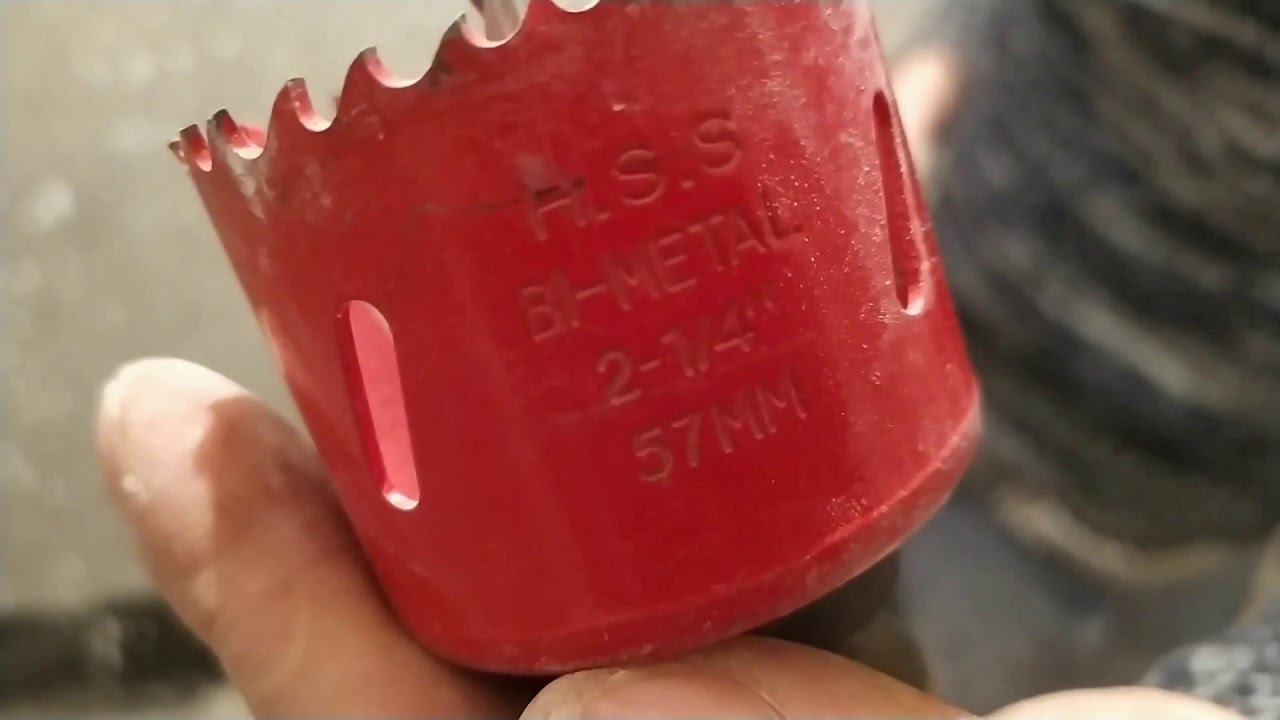 H.S.S
BI-METAL
2-1/4"
57MM